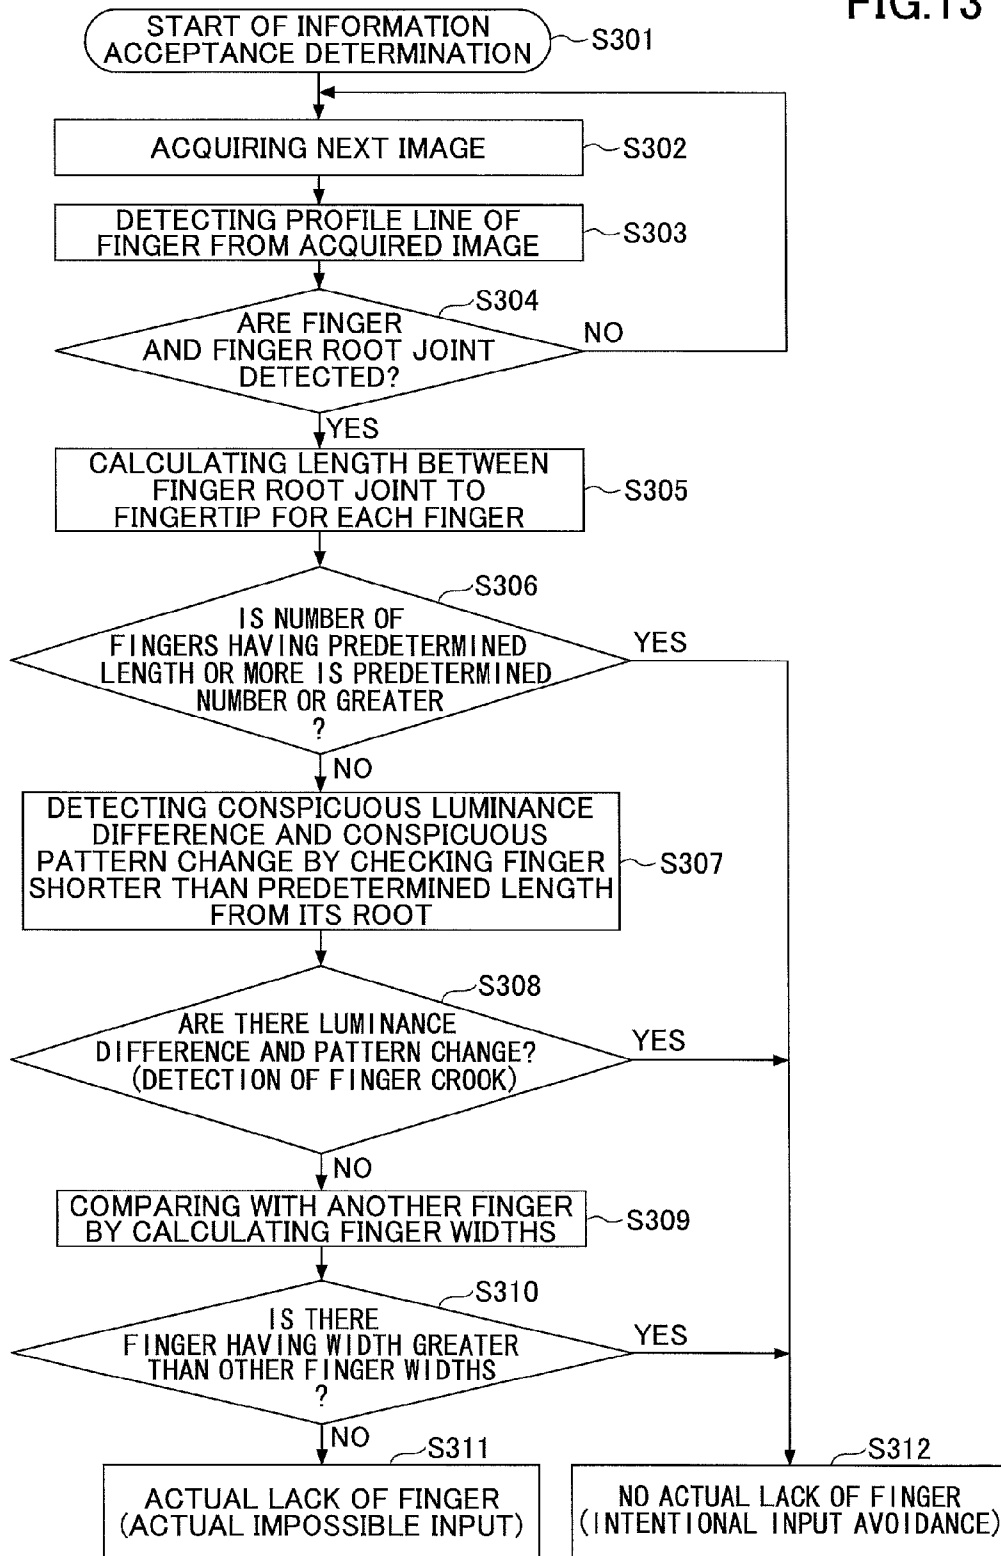 FIG.13
START OF INFORMATION
ACCEPTANCE DETERMINATION
S301
ACQUIRING NEXT IMAGE
S302
DETECTING PROFILE LINE OF
FINGER FROM ACQUIRED IMAGE
S303
S304
ARE FINGER
AND FINGER ROOT JOINT
DETECTED?
NO
YES
CALCULATING LENGTH BETWEEN
FINGER ROOT JOINT TO
FINGERTIP FOR EACH FINGER
S305
S306
IS NUMBER OF
FINGERS HAVING PREDETERMINED
LENGTH OR MORE IS PREDETERMINED
NUMBER OR GREATER
?
YES
NO
DETECTING CONSPICUOUS LUMINANCE
DIFFERENCE AND CONSPICUOUS
PATTERN CHANGE BY CHECKING FINGER
SHORTER THAN PREDETERMINED LENGTH
FROM ITS ROOT
S307
S308
ARE THERE LUMINANCE
DIFFERENCE AND PATTERN CHANGE?
(DETECTION OF FINGER CROOK)
YES
NO
COMPARING WITH ANOTHER FINGER
BY CALCULATING FINGER WIDTHS
S309
S310
IS THERE
FINGER HAVING WIDTH GREATER
THAN OTHER FINGER WIDTHS
?
YES
NO
S311
ACTUAL LACK OF FINGER
(ACTUAL IMPOSSIBLE INPUT)
S312
NO ACTUAL LACK OF FINGER
(INTENTIONAL INPUT AVOIDANCE)